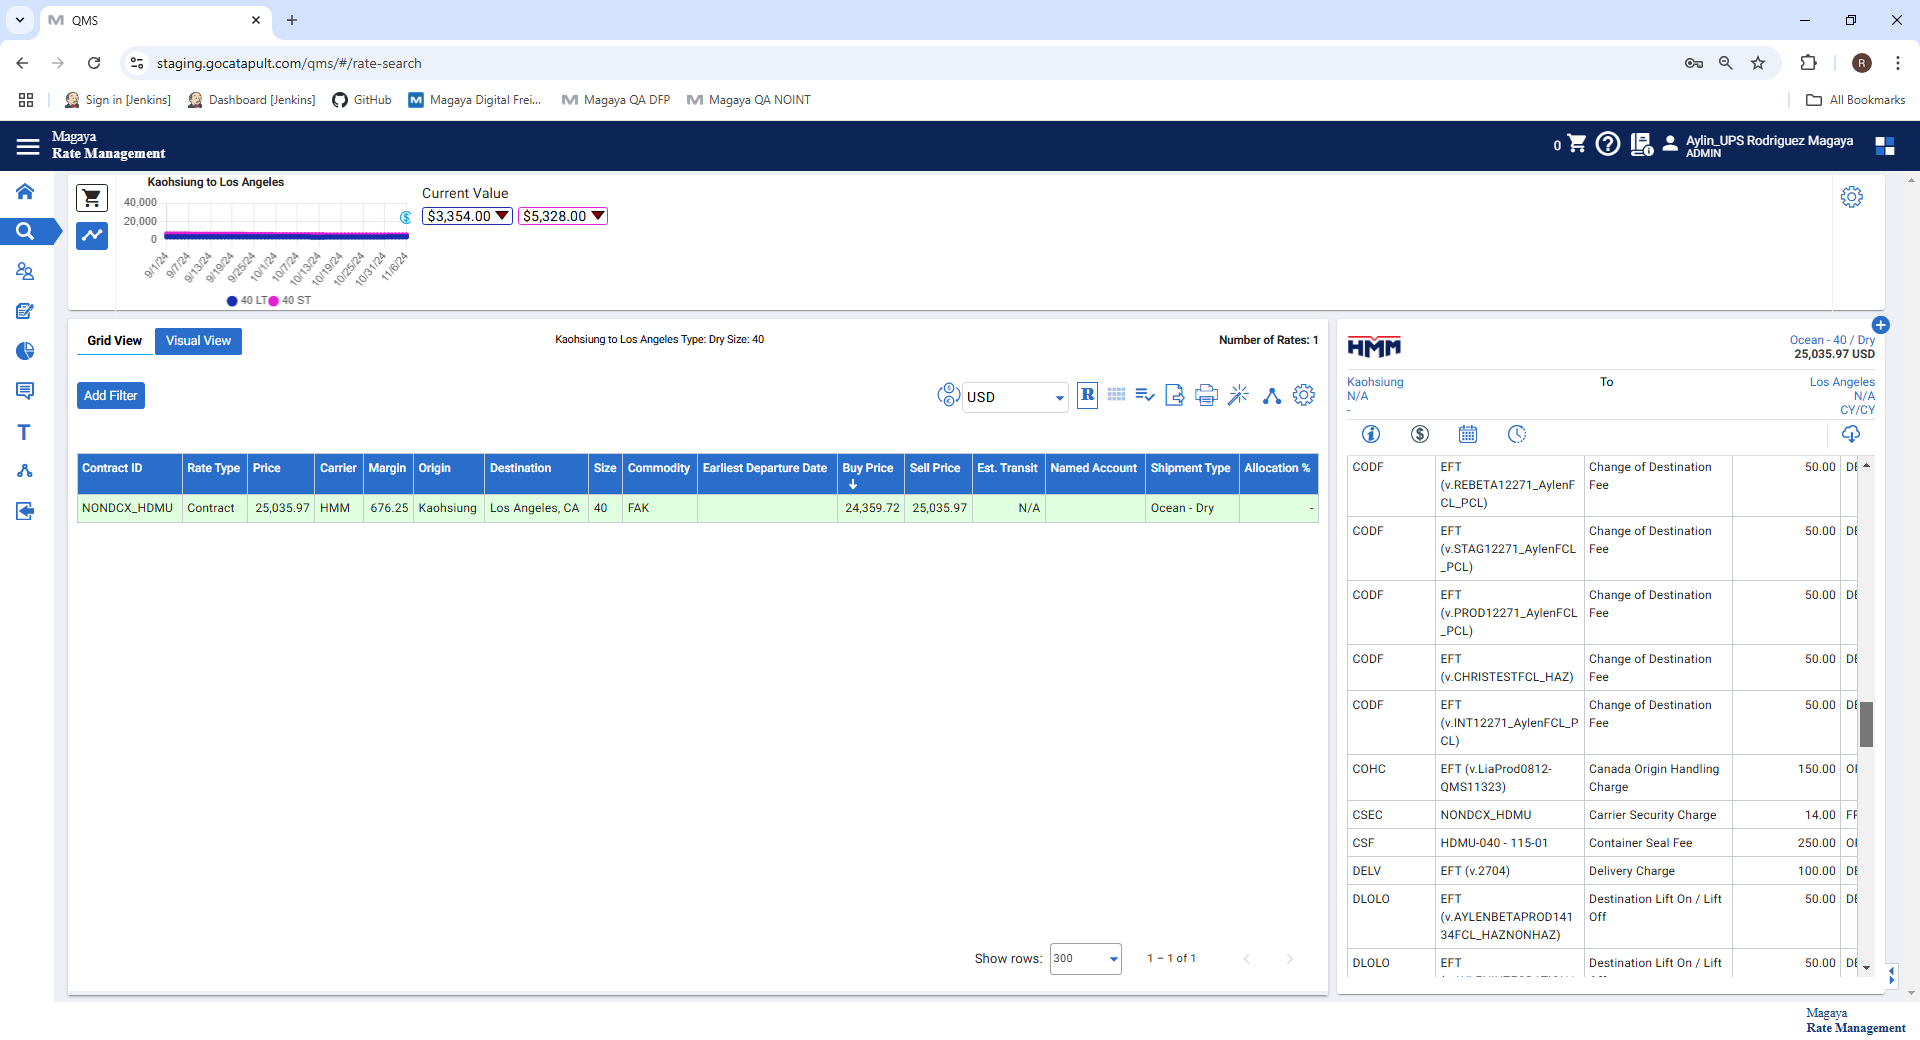 QMS
staging.gocatapult.com/qms/#/rate-search
R
Sign in [Jenkins]
Dashboard [Jenkins]
GitHub
Magaya Digital Frei...
Magaya QA DFP
Magaya QA NOINT
All Bookmarks
Magaya
Rate Management
0
Aylin_UPS Rodriguez Magaya
ADMIN
Kaohsiung to Los Angeles
40,000
20,000
0
9/1/24
9/7/24
9/13/24
9/19/24
9/25/24
10/1/24
10/7/24
10/13/24
10/19/24
10/25/24
10/31/24
11/6/24
40 LT
40 ST
Current Value
$3,354.00
$5,328.00
Grid View
Visual View
Kaohsiung to Los Angeles Type: Dry Size: 40
Number of Rates: 1
Add Filter
USD
R
Contract ID Rate Type Price Carrier Margin Origin Destination Size Commodity Earliest Departure Date Buy Price Sell Price Est. Transit Named Account Shipment Type Allocation %
NONDCX_HDMU Contract 25,035.97 HMM 676.25 Kaohsiung Los Angeles, CA 40 FAK 24,359.72 25,035.97 N/A Ocean - Dry -
Show rows:
300
1 – 1 of 1
HMM
Ocean - 40 / Dry
25,035.97 USD
Kaohsiung
To
Los Angeles
N/A
N/A
-
CY/CY
CODF EFT Change of Destination 50.00 DE
(v.REBETA12271_AylenF Fee
CL_PCL)
CODF EFT Change of Destination 50.00 DE
(v.STAG12271_AylenFCL Fee
_PCL)
CODF EFT Change of Destination 50.00 DE
(v.PROD12271_AylenFCL Fee
_PCL)
CODF EFT Change of Destination 50.00 DE
(v.CHRISTESTFCL_HAZ) Fee
CODF EFT Change of Destination 50.00 DE
(v.INT12271_AylenFCL_P Fee
CL)
COHC EFT (v.LiaProd0812- Canada Origin Handling 150.00 OR
QMS11323) Charge
CSEC NONDCX_HDMU Carrier Security Charge 14.00 FR
CSF HDMU-040 - 115-01 Container Seal Fee 250.00 OR
DELV EFT (v.2704) Delivery Charge 100.00 DE
DLOLO EFT Destination Lift On / Lift 50.00 DE
(v.AYLENBETAPROD141 Off
34FCL_HAZNONHAZ)
DLOLO EFT Destination Lift On / Lift 50.00 DE
Magaya
Rate Management